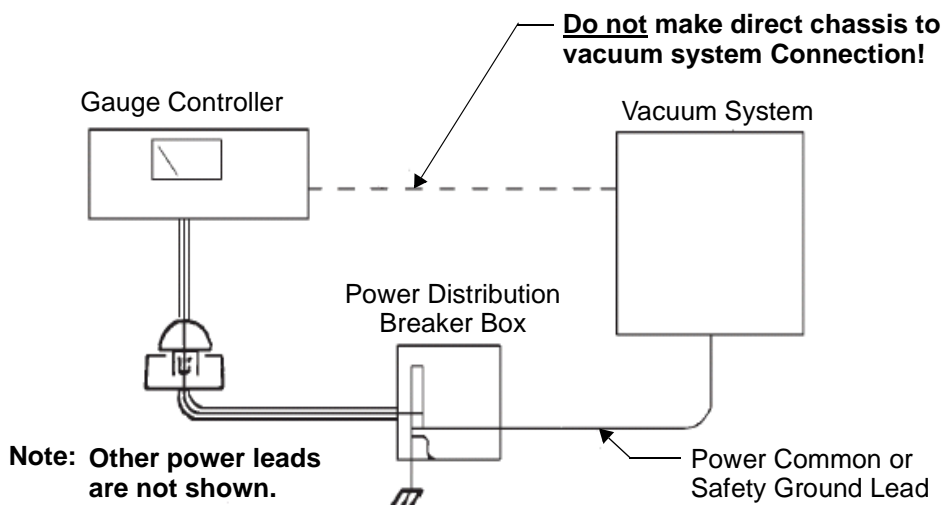 Do not make direct chassis to
vacuum system Connection!
Gauge Controller
Vacuum System
Power Distribution
Breaker Box
Note: Other power leads
are not shown.
Power Common or
Safety Ground Lead